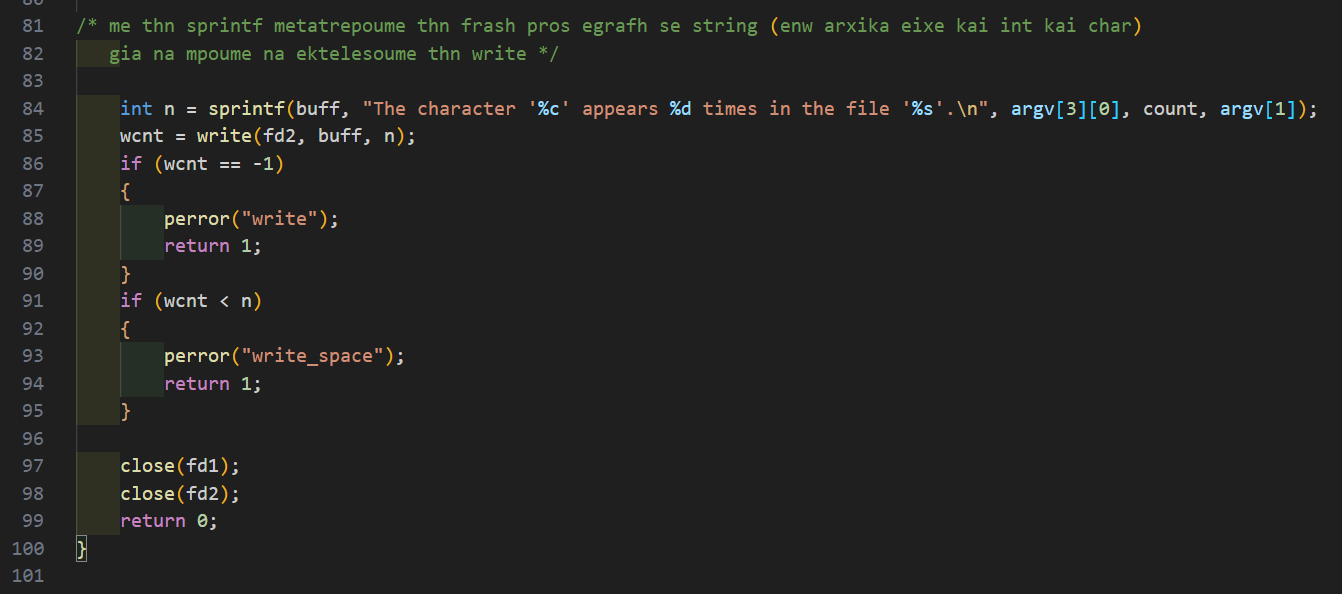 80
81 /* me thn sprintf metatrepoume thn frash pros egrafh se string (enw arxika eixe kai int kai char)
82 gia na mpoume na ektelesoume thn write */
83
84 int n = sprintf(buff, "The character '%c' appears %d times in the file '%s'.\n", argv[3][0], count, argv[1]);
85 wcnt = write(fd2, buff, n);
86 if (wcnt == -1)
87 {
88 perror("write");
89 return 1;
90 }
91 if (wcnt < n)
92 {
93 perror("write_space");
94 return 1;
95 }
96
97 close(fd1);
98 close(fd2);
99 return 0;
100 }
101